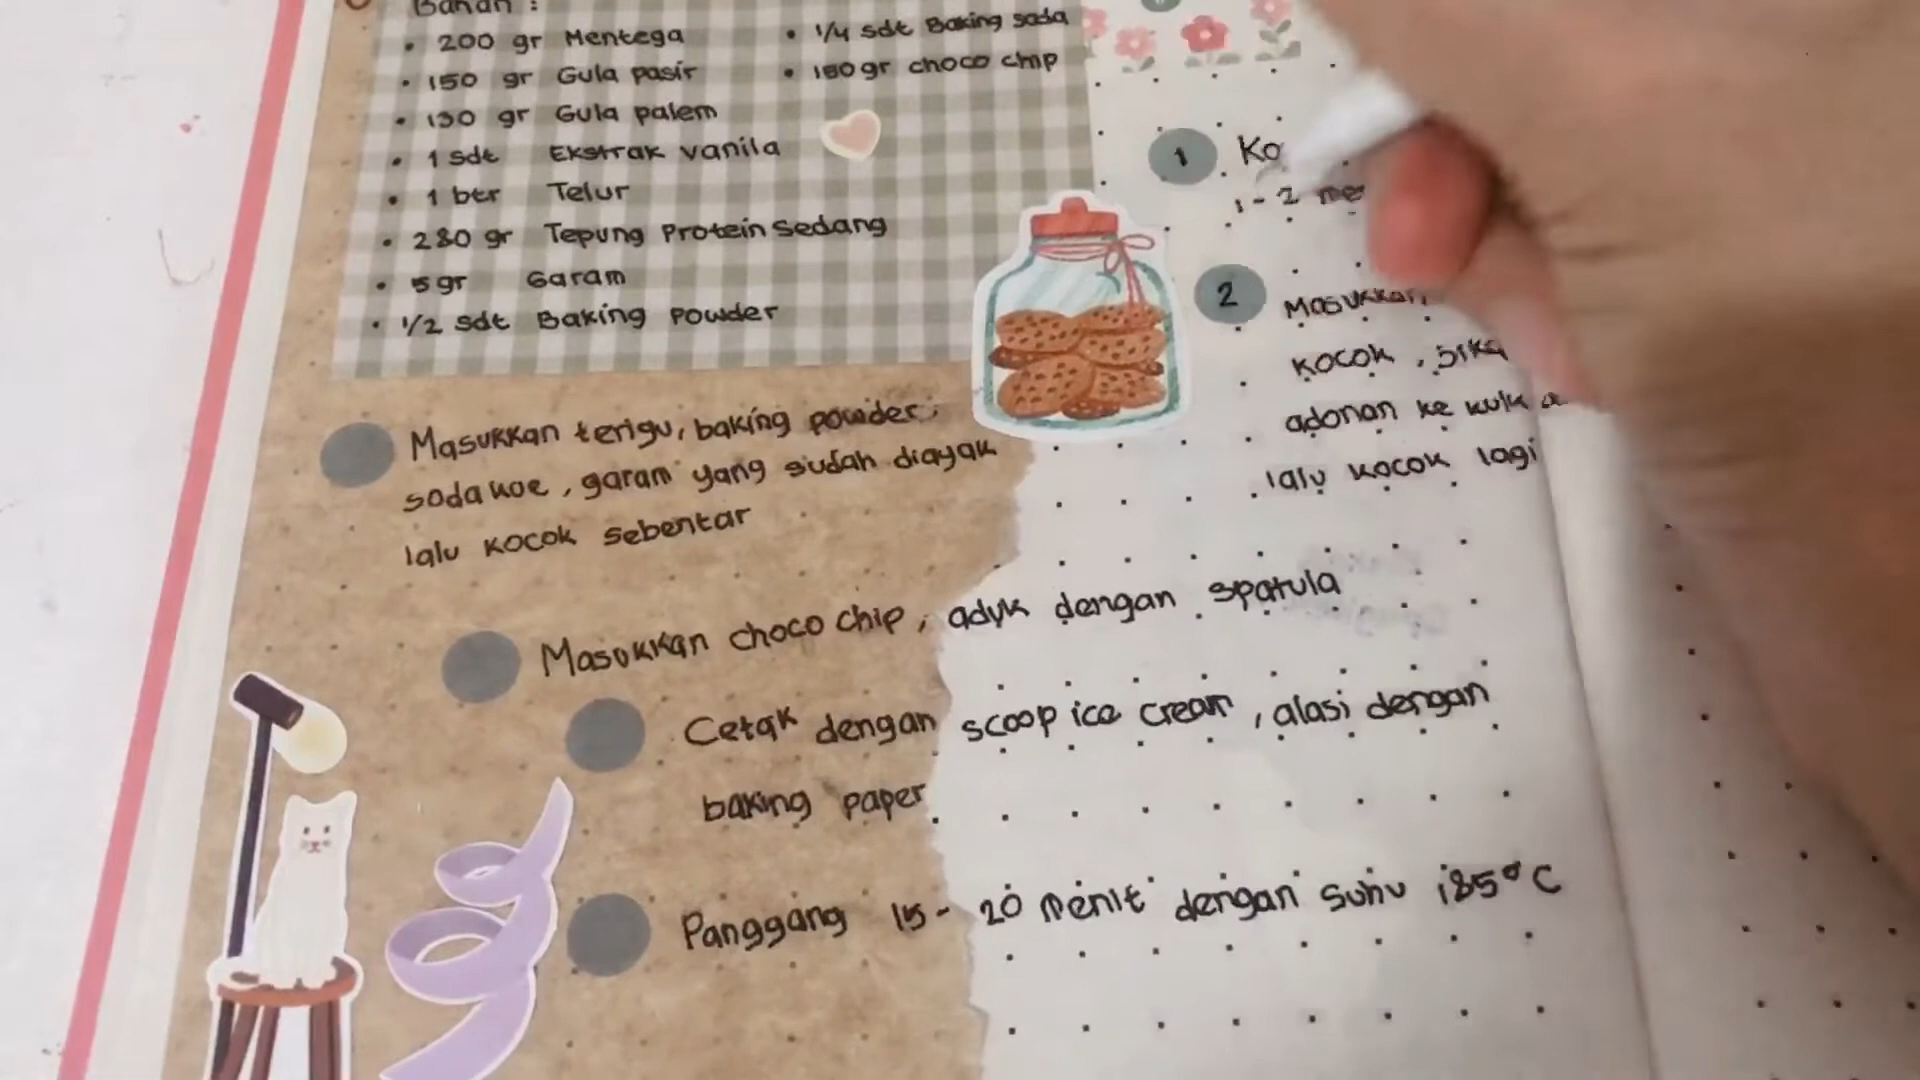 Bahan :
• 200 gr Mentega
• 150 gr Gula pasir
• 130 gr Gula palem
• 1 sdt Ekstrak vanila
• 1 btr Telur
• 280 gr Tepung Protein Sedang
• 5 gr Garam
• 1/2 sdt Baking powder
• 1/4 sdt Baking soda
• 180 gr choco chip
1 Ko
1 - 2 me
2 Masukkan
kocok , sika
adonan ke kulk
lalu kocok lagi
Masukkan terigu, baking powder,
soda koe, garam yang sudah diayak
lalu kocok sebentar
Masukkan choco chip, aduk dengan spatula
Cetak dengan scoop ice cream, alasi dengan
baking paper
Panggang 15 - 20 menit dengan suhu 185°C